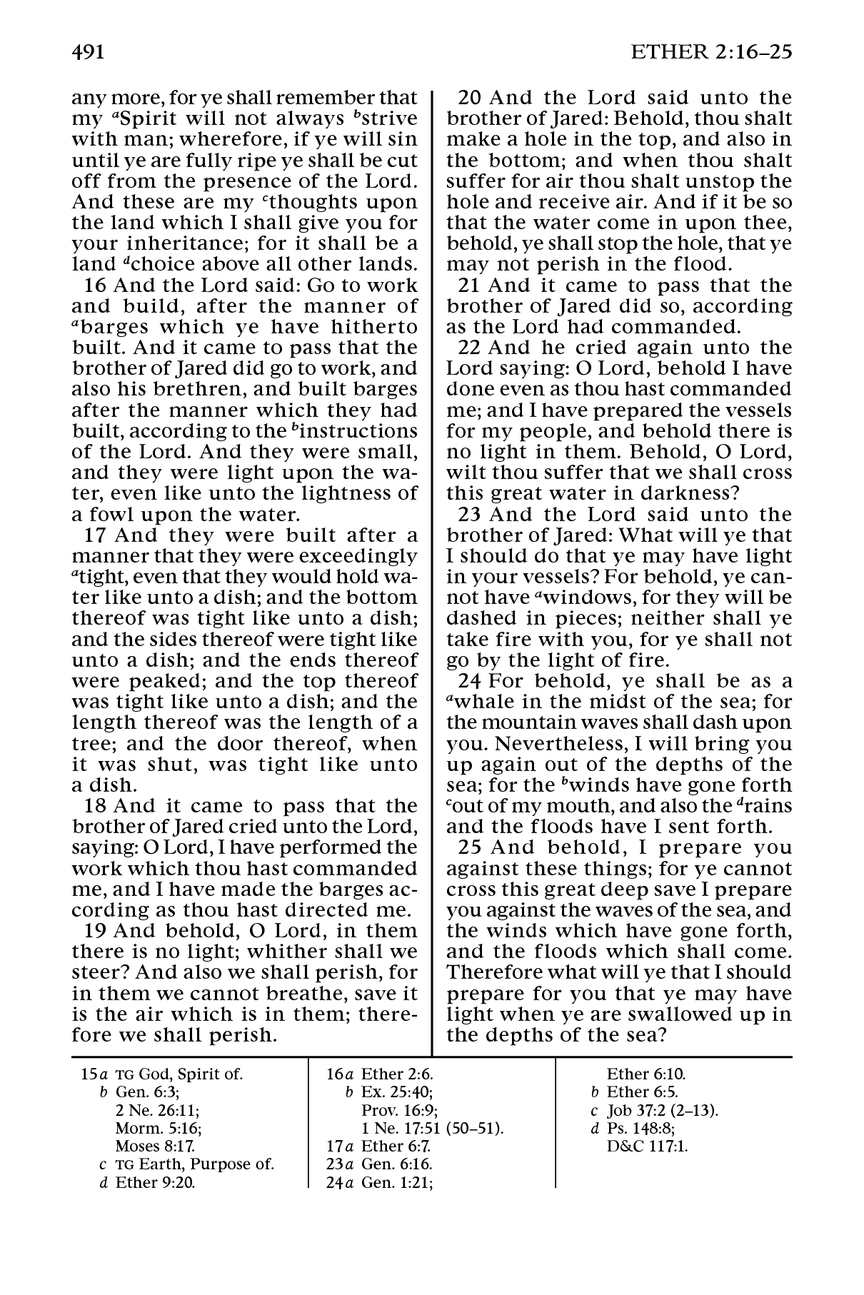 491
ETHER 2:16–25
any more, for ye shall remember that
my aSpirit will not always bstrive
with man; wherefore, if ye will sin
until ye are fully ripe ye shall be cut
off from the presence of the Lord.
And these are my cthoughts upon
the land which I shall give you for
your inheritance; for it shall be a
land dchoice above all other lands.
16 And the Lord said: Go to work
and build, after the manner of
abarges which ye have hitherto
built. And it came to pass that the
brother of Jared did go to work, and
also his brethren, and built barges
after the manner which they had
built, according to the binstructions
of the Lord. And they were small,
and they were light upon the wa-
ter, even like unto the lightness of
a fowl upon the water.
17 And they were built after a
manner that they were exceedingly
atight, even that they would hold wa-
ter like unto a dish; and the bottom
thereof was tight like unto a dish;
and the sides thereof were tight like
unto a dish; and the ends thereof
were peaked; and the top thereof
was tight like unto a dish; and the
length thereof was the length of a
tree; and the door thereof, when
it was shut, was tight like unto
a dish.
18 And it came to pass that the
brother of Jared cried unto the Lord,
saying: O Lord, I have performed the
work which thou hast commanded
me, and I have made the barges ac-
cording as thou hast directed me.
19 And behold, O Lord, in them
there is no light; whither shall we
steer? And also we shall perish, for
in them we cannot breathe, save it
is the air which is in them; there-
fore we shall perish.
20 And the Lord said unto the
brother of Jared: Behold, thou shalt
make a hole in the top, and also in
the bottom; and when thou shalt
suffer for air thou shalt unstop the
hole and receive air. And if it be so
that the water come in upon thee,
behold, ye shall stop the hole, that ye
may not perish in the flood.
21 And it came to pass that the
brother of Jared did so, according
as the Lord had commanded.
22 And he cried again unto the
Lord saying: O Lord, behold I have
done even as thou hast commanded
me; and I have prepared the vessels
for my people, and behold there is
no light in them. Behold, O Lord,
wilt thou suffer that we shall cross
this great water in darkness?
23 And the Lord said unto the
brother of Jared: What will ye that
I should do that ye may have light
in your vessels? For behold, ye can-
not have awindows, for they will be
dashed in pieces; neither shall ye
take fire with you, for ye shall not
go by the light of fire.
24 For behold, ye shall be as a
awhale in the midst of the sea; for
the mountain waves shall dash upon
you. Nevertheless, I will bring you
up again out of the depths of the
sea; for the bwinds have gone forth
cout of my mouth, and also the drains
and the floods have I sent forth.
25 And behold, I prepare you
against these things; for ye cannot
cross this great deep save I prepare
you against the waves of the sea, and
the winds which have gone forth,
and the floods which shall come.
Therefore what will ye that I should
prepare for you that ye may have
light when ye are swallowed up in
the depths of the sea?
15a TG God, Spirit of.
b Gen. 6:3;
2 Ne. 26:11;
Morm. 5:16;
Moses 8:17.
c TG Earth, Purpose of.
d Ether 9:20.
16a Ether 2:6.
b Ex. 25:40;
Prov. 16:9;
1 Ne. 17:51 (50–51).
17a Ether 6:7.
23a Gen. 6:16.
24a Gen. 1:21;
Ether 6:10.
b Ether 6:5.
c Job 37:2 (2–13).
d Ps. 148:8;
D&C 117:1.